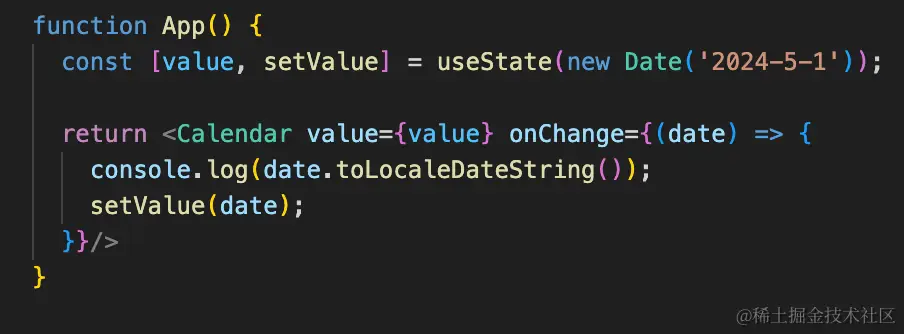 function App() {
  const [value, setValue] = useState(new Date('2024-5-1'));

  return <Calendar value={value} onChange={(date) => {
    console.log(date.toLocaleDateString());
    setValue(date);
  }}/>
}
@稀土掘金技术社区